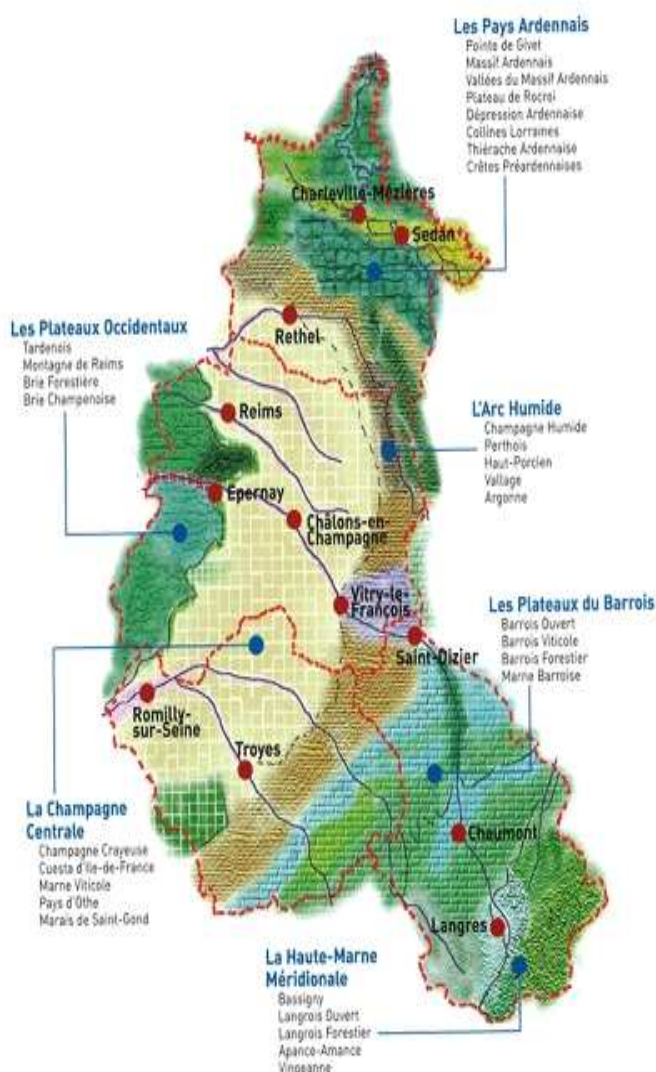 Les Pays Ardennais
Pointe de Givet
Massif Ardennais
Vallées du Massif Ardennais
Plateau de Rocroi
Dépression Ardennaise
Collines Lorraines
Thiérache Ardennaise
Crêtes Préardennaises
Charleville-Mézières
Sedan
Les Plateaux Occidentaux
Tardenois
Montagne de Reims
Brie Forestière
Brie Champenoise
Rethel
Reims
L'Arc Humide
Champagne Humide
Perthois
Haut-Porcien
Vallage
Argonne
Epernay
Châlons-en-
Champagne
Vitry-le-
François
Saint-Dizier
Les Plateaux du Barrois
Barrois Ouvert
Barrois Viticole
Barrois Forestier
Marne Barroise
Romilly-
sur-Seine
Troyes
La Champagne
Centrale
Champagne Crayeuse
Cuesta d'Ile-de-France
Marne Viticole
Pays d'Othe
Marais de Saint-Gond
Chaumont
Langres
La Haute-Marne
Méridionale
Bassigny
Langrois Ouvert
Langrois Forestier
Apance-Amance
Vingeanne